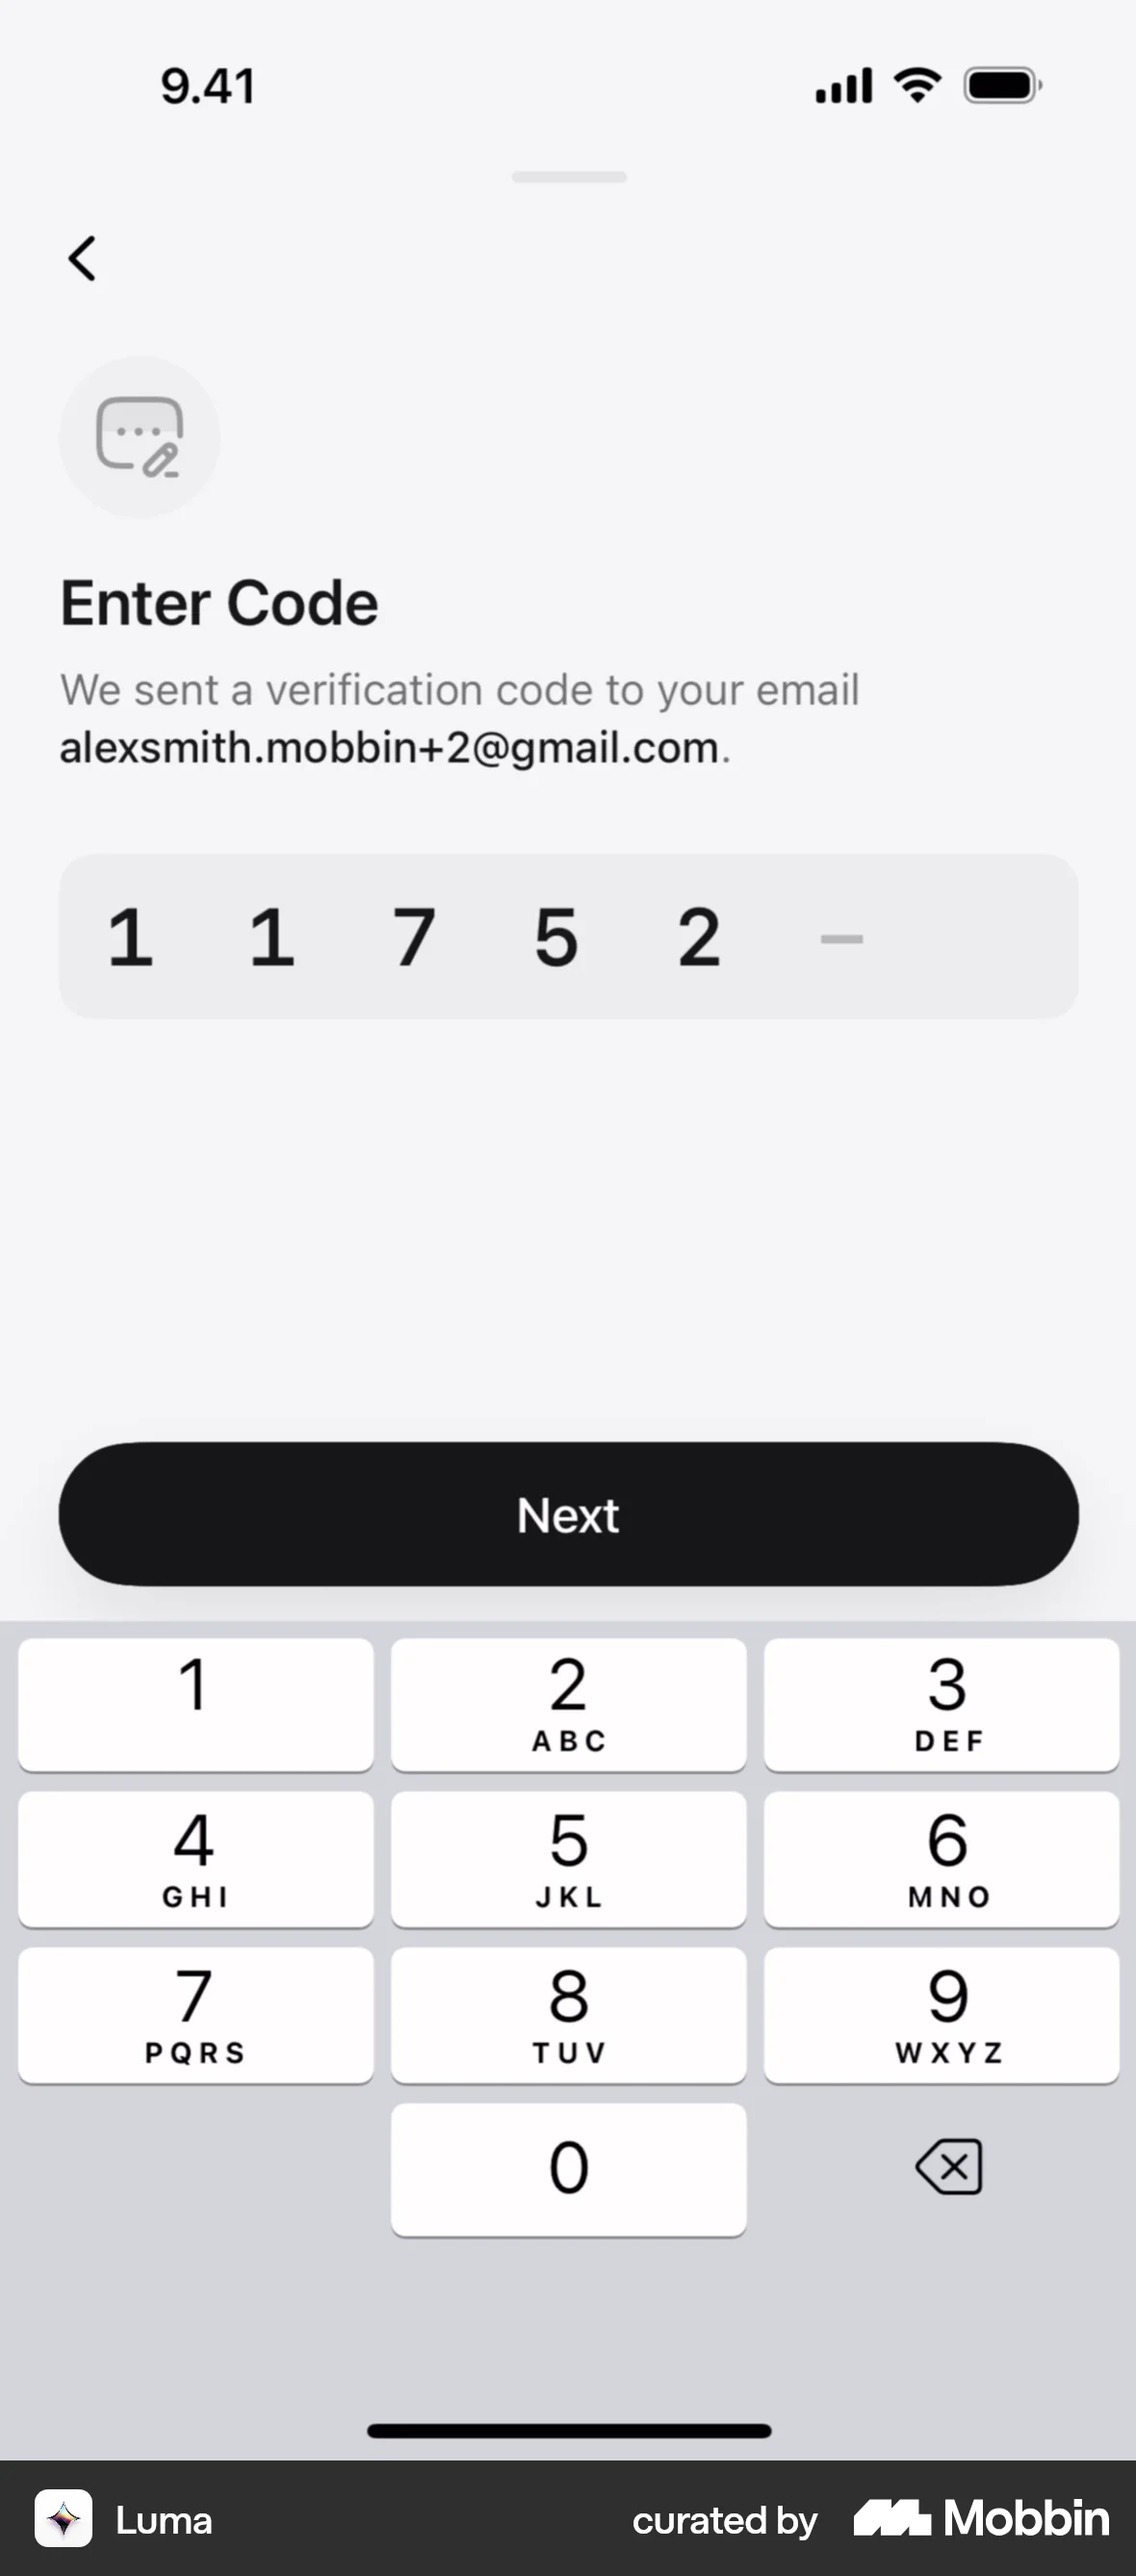 9.41
Enter Code
We sent a verification code to your email
alexsmith.mobbin+2@gmail.com.
1 1 7 5 2 –
Next
1 2 3
ABC DEF
4 5 6
GHI JKL MNO
7 8 9
PQRS TUV WXYZ
0
Luma curated by Mobbin